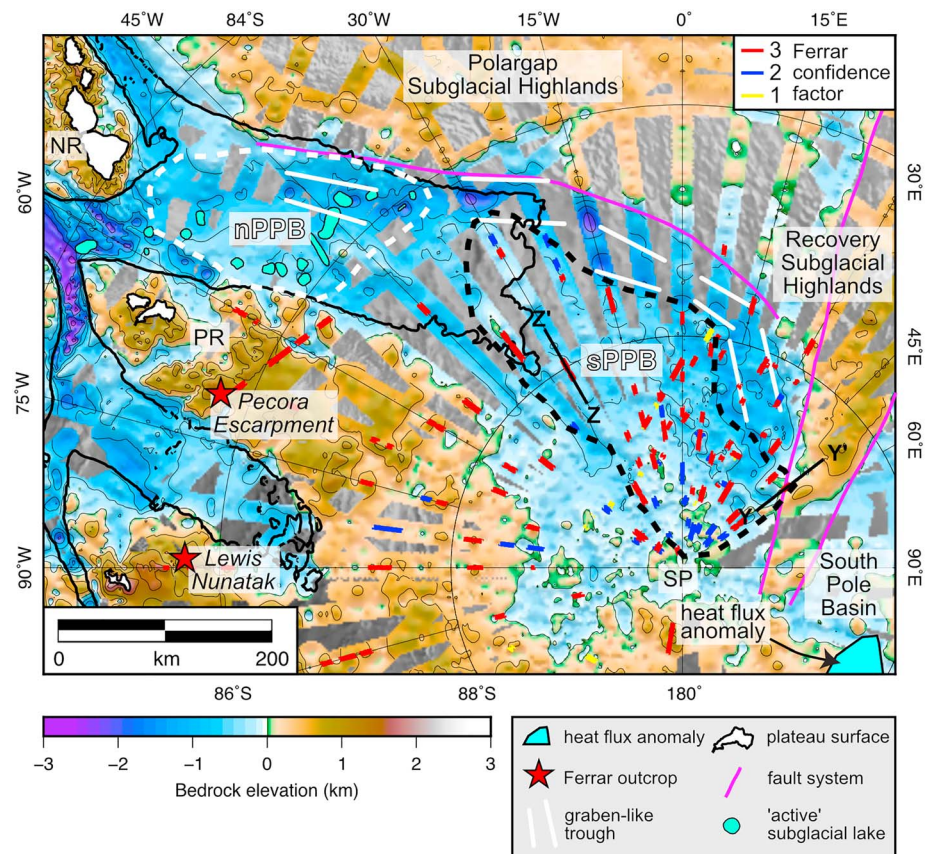 45°W
84°S
30°W
15°W
0°
15°E
3 Ferrar
2 confidence
1 factor
Polargap
Subglacial Highlands
NR
60°W
30°E
nPPB
Recovery
Subglacial
Highlands
Z'
sPPB
45°E
PR
75°W
Pecora
Escarpment
Z
60°E
Y'
Lewis
Nunatak
90°W
SP
90°E
South
Pole
Basin
heat flux
anomaly
0 km 200
86°S
88°S
180°
−3 −2 −1 0 1 2 3
Bedrock elevation (km)
heat flux anomaly
plateau surface
Ferrar outcrop
fault system
graben-like
trough
'active'
subglacial lake